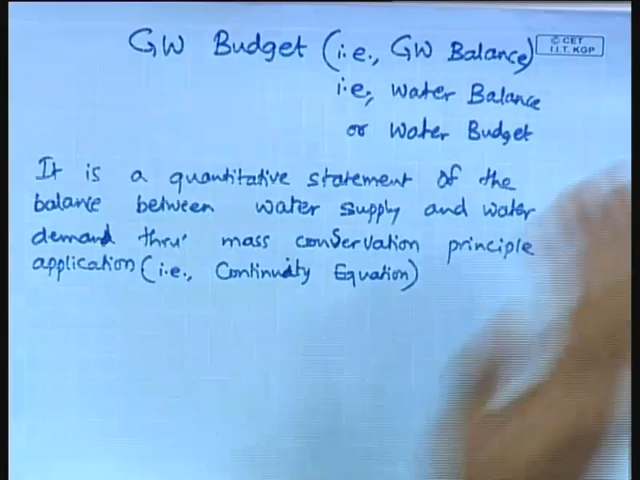 GW Budget (i.e., GW Balance)
© CET
I.I.T. KGP
i.e., Water Balance
or Water Budget
It is a quantitative statement of the
balance between water supply and water
demand thru' mass conservation principle
application (i.e., Continuity Equation)